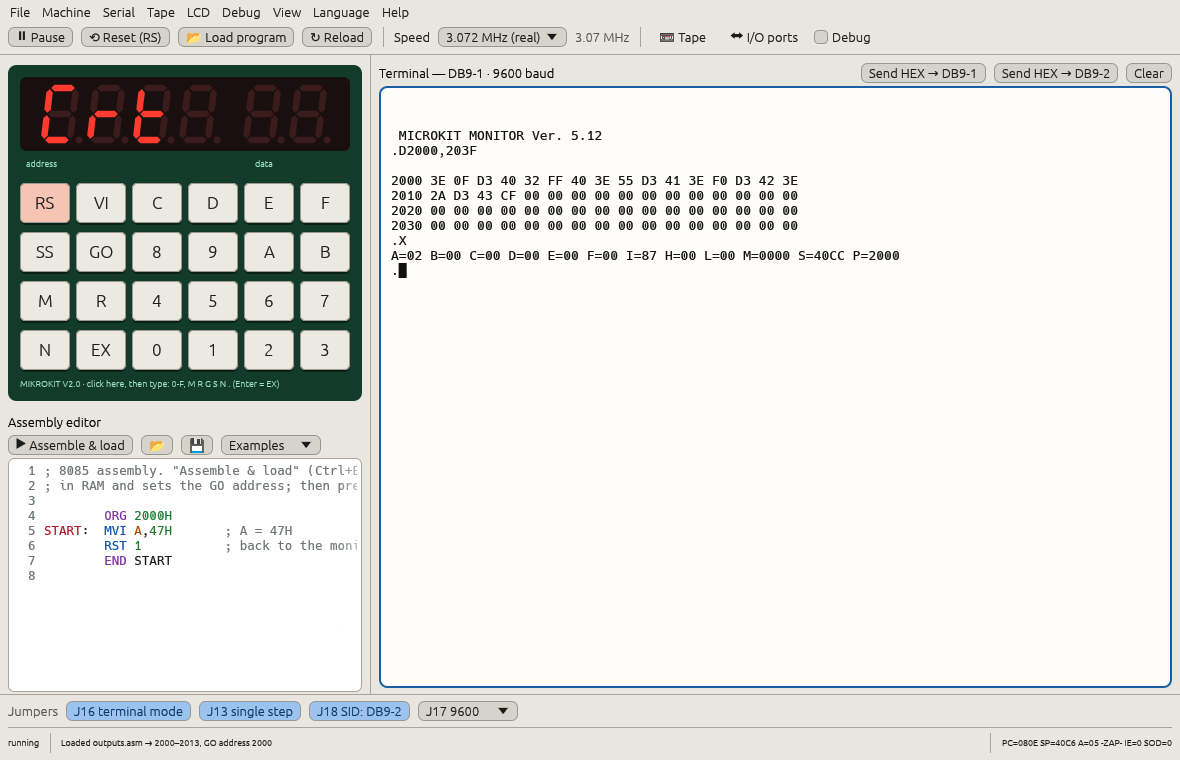 File Machine Serial Tape LCD Debug View Language Help
Pause Reset (RS) Load program Reload Speed 3.072 MHz (real) 3.07 MHz Tape I/O ports Debug
Crt
address data
RS VI C D E F
SS GO 8 9 A B
M R 4 5 6 7
N EX 0 1 2 3
MIKROKIT V2.0 · click here, then type: 0-F, M R G S N . (Enter = EX)
Assembly editor
Assemble & load Examples
1 ; 8085 assembly. "Assemble & load" (Ctrl+B
2 ; in RAM and sets the GO address; then pre
3
4 ORG 2000H
5 START: MVI A,47H ; A = 47H
6 RST 1 ; back to the moni
7 END START
8
Terminal — DB9-1 · 9600 baud Send HEX → DB9-1 Send HEX → DB9-2 Clear
MICROKIT MONITOR Ver. 5.12
.D2000,203F
2000 3E 0F D3 40 32 FF 40 3E 55 D3 41 3E F0 D3 42 3E
2010 2A D3 43 CF 00 00 00 00 00 00 00 00 00 00 00 00
2020 00 00 00 00 00 00 00 00 00 00 00 00 00 00 00 00
2030 00 00 00 00 00 00 00 00 00 00 00 00 00 00 00 00
.X
A=02 B=00 C=00 D=00 E=00 F=00 I=87 H=00 L=00 M=0000 S=40CC P=2000
.
Jumpers J16 terminal mode J13 single step J18 SID: DB9-2 J17 9600
running Loaded outputs.asm → 2000–2013, GO address 2000 PC=080E SP=40C6 A=05 -ZAP- IE=0 SOD=0